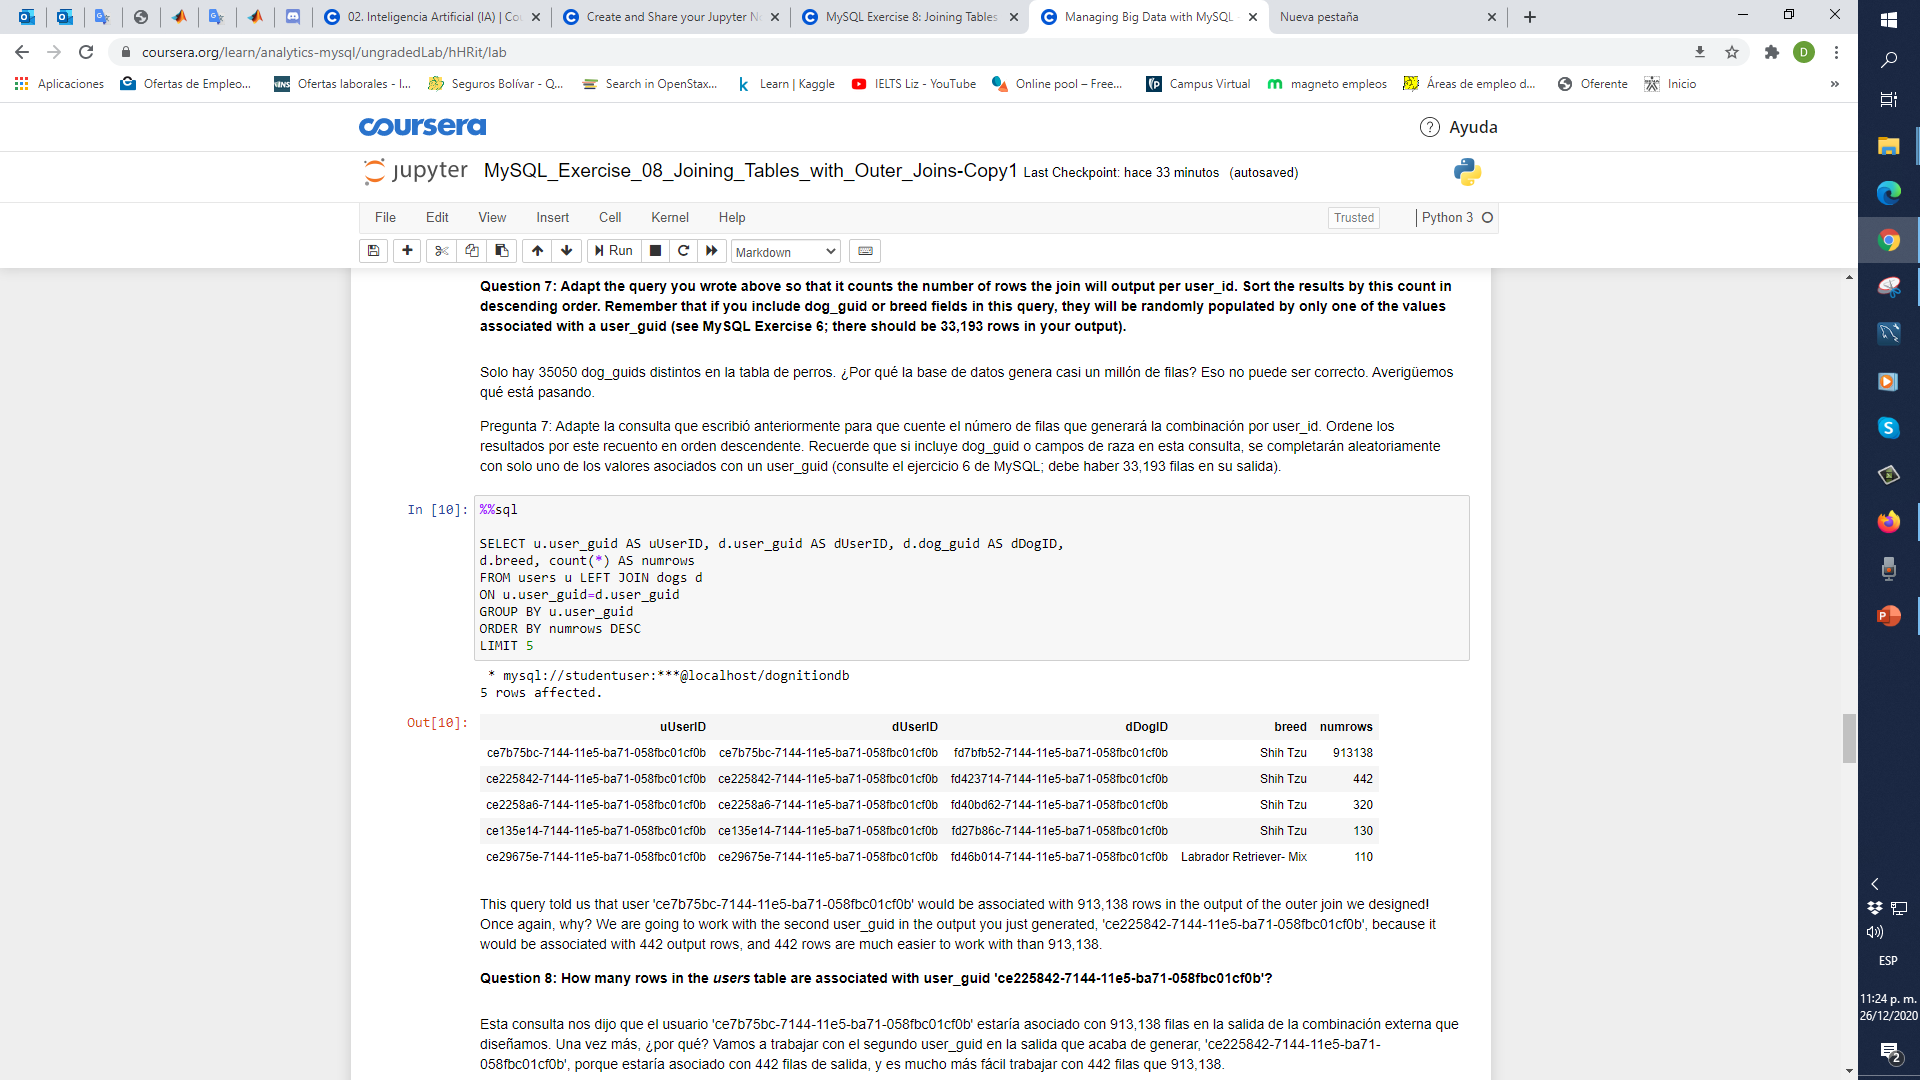 02. Inteligencia Artificial (IA) | Co
Create and Share your Jupyter No
MySQL Exercise 8: Joining Tables
Managing Big Data with MySQL -
Nueva pestaña
coursera.org/learn/analytics-mysql/ungradedLab/hHRit/lab
D
Aplicaciones
Ofertas de Empleo...
Ofertas laborales - I...
Seguros Bolívar - Q...
Search in OpenStax...
Learn | Kaggle
IELTS Liz - YouTube
Online pool – Free...
Campus Virtual
magneto empleos
Áreas de empleo d...
Oferente
Inicio
»
coursera
? Ayuda
jupyter MySQL_Exercise_08_Joining_Tables_with_Outer_Joins-Copy1 Last Checkpoint: hace 33 minutos (autosaved)
File Edit View Insert Cell Kernel Help
Trusted
Python 3
Run
Markdown
Question 7: Adapt the query you wrote above so that it counts the number of rows the join will output per user_id. Sort the results by this count in
descending order. Remember that if you include dog_guid or breed fields in this query, they will be randomly populated by only one of the values
associated with a user_guid (see MySQL Exercise 6; there should be 33,193 rows in your output).
Solo hay 35050 dog_guids distintos en la tabla de perros. ¿Por qué la base de datos genera casi un millón de filas? Eso no puede ser correcto. Averigüemos
qué está pasando.
Pregunta 7: Adapte la consulta que escribió anteriormente para que cuente el número de filas que generará la combinación por user_id. Ordene los
resultados por este recuento en orden descendente. Recuerde que si incluye dog_guid o campos de raza en esta consulta, se completarán aleatoriamente
con solo uno de los valores asociados con un user_guid (consulte el ejercicio 6 de MySQL; debe haber 33,193 filas en su salida).
In [10]: %%sql
SELECT u.user_guid AS uUserID, d.user_guid AS dUserID, d.dog_guid AS dDogID,
d.breed, count(*) AS numrows
FROM users u LEFT JOIN dogs d
ON u.user_guid=d.user_guid
GROUP BY u.user_guid
ORDER BY numrows DESC
LIMIT 5
* mysql://studentuser:***@localhost/dognitiondb
5 rows affected.
Out[10]:
uUserID dUserID dDogID breed numrows
ce7b75bc-7144-11e5-ba71-058fbc01cf0b ce7b75bc-7144-11e5-ba71-058fbc01cf0b fd7bfb52-7144-11e5-ba71-058fbc01cf0b Shih Tzu 913138
ce225842-7144-11e5-ba71-058fbc01cf0b ce225842-7144-11e5-ba71-058fbc01cf0b fd423714-7144-11e5-ba71-058fbc01cf0b Shih Tzu 442
ce2258a6-7144-11e5-ba71-058fbc01cf0b ce2258a6-7144-11e5-ba71-058fbc01cf0b fd40bd62-7144-11e5-ba71-058fbc01cf0b Shih Tzu 320
ce135e14-7144-11e5-ba71-058fbc01cf0b ce135e14-7144-11e5-ba71-058fbc01cf0b fd27b86c-7144-11e5-ba71-058fbc01cf0b Shih Tzu 130
ce29675e-7144-11e5-ba71-058fbc01cf0b ce29675e-7144-11e5-ba71-058fbc01cf0b fd46b014-7144-11e5-ba71-058fbc01cf0b Labrador Retriever- Mix 110
This query told us that user 'ce7b75bc-7144-11e5-ba71-058fbc01cf0b' would be associated with 913,138 rows in the output of the outer join we designed!
Once again, why? We are going to work with the second user_guid in the output you just generated, 'ce225842-7144-11e5-ba71-058fbc01cf0b', because it
would be associated with 442 output rows, and 442 rows are much easier to work with than 913,138.
Question 8: How many rows in the users table are associated with user_guid 'ce225842-7144-11e5-ba71-058fbc01cf0b'?
Esta consulta nos dijo que el usuario 'ce7b75bc-7144-11e5-ba71-058fbc01cf0b' estaría asociado con 913,138 filas en la salida de la combinación externa que
diseñamos. Una vez más, ¿por qué? Vamos a trabajar con el segundo user_guid en la salida que acaba de generar, 'ce225842-7144-11e5-ba71-
058fbc01cf0b', porque estaría asociado con 442 filas de salida, y es mucho más fácil trabajar con 442 filas que 913,138.
ESP
11:24 p. m.
26/12/2020
2